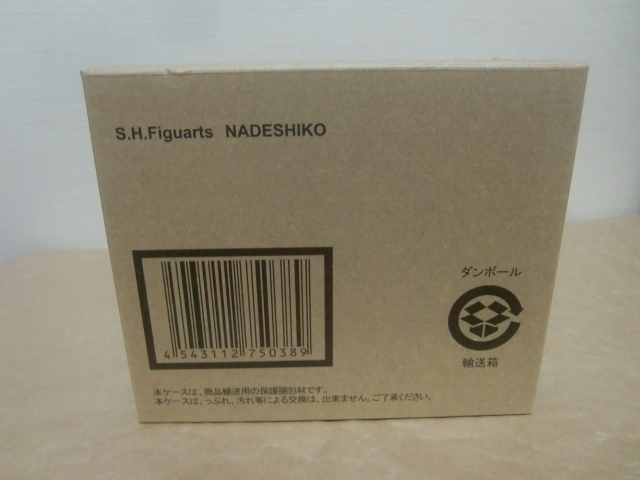 S.H.Figuarts NADESHIKO
ダンボール
4 543112 750389
輸送箱
本ケースは、商品輸送用の保護梱包材です。
本ケースは、つぶれ、汚れ等による交換は、出来ません。ご了承ください。